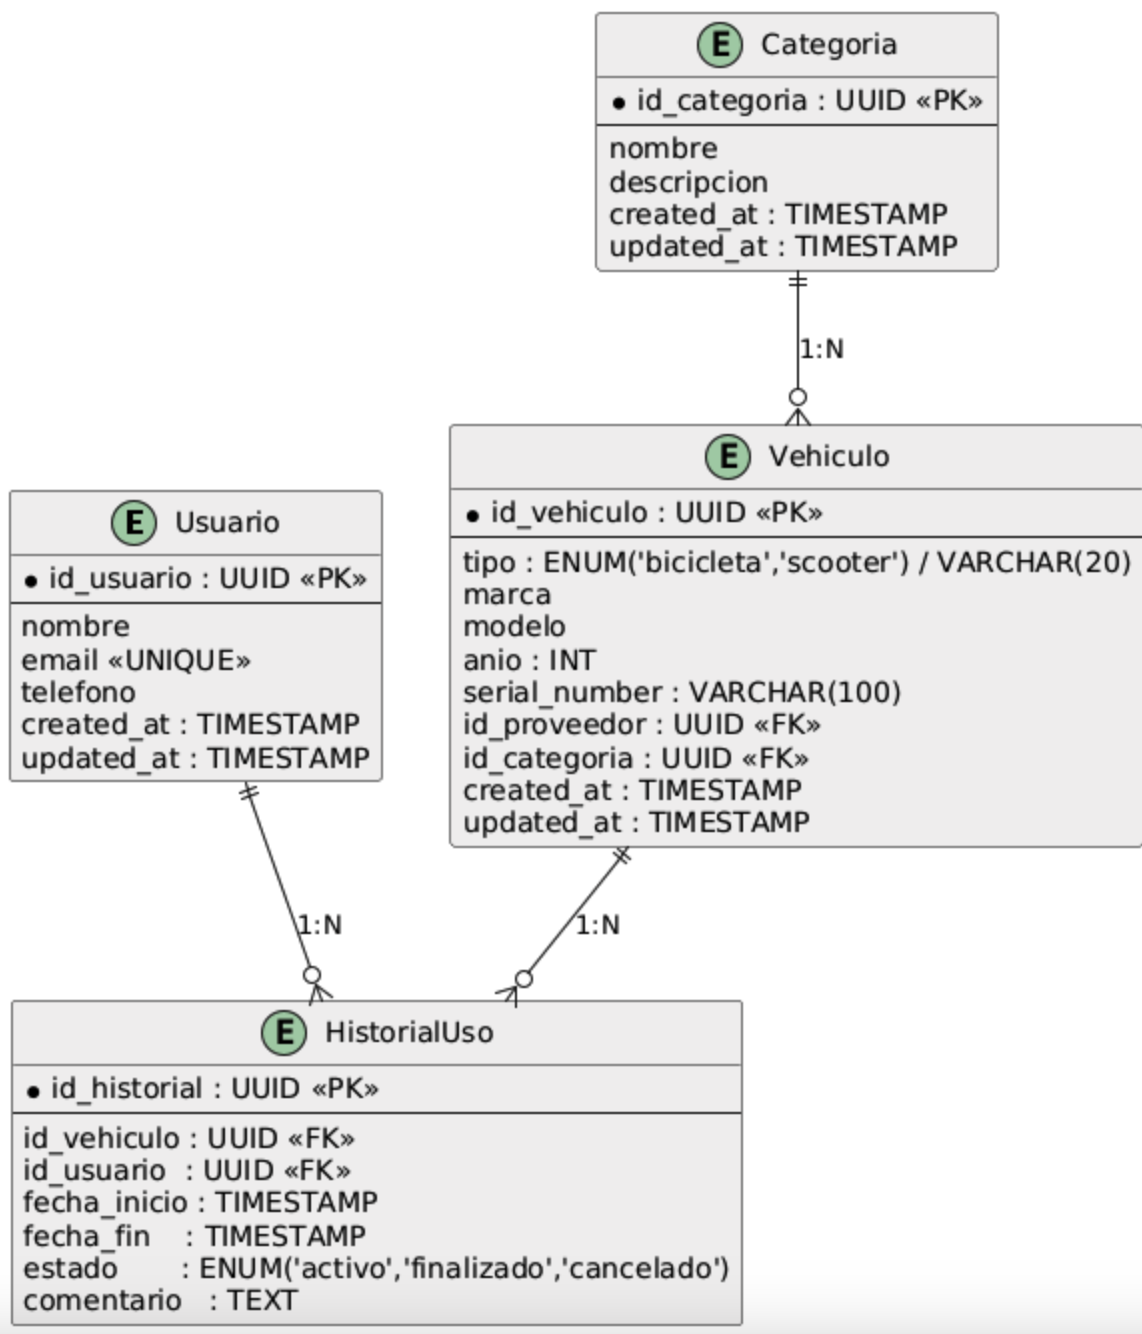 E Categoria
• id_categoria : UUID «PK»
nombre
descripcion
created_at : TIMESTAMP
updated_at : TIMESTAMP
1:N
E Vehiculo
• id_vehiculo : UUID «PK»
tipo : ENUM('bicicleta','scooter') / VARCHAR(20)
marca
modelo
anio : INT
serial_number : VARCHAR(100)
id_proveedor : UUID «FK»
id_categoria : UUID «FK»
created_at : TIMESTAMP
updated_at : TIMESTAMP
E Usuario
• id_usuario : UUID «PK»
nombre
email «UNIQUE»
telefono
created_at : TIMESTAMP
updated_at : TIMESTAMP
1:N
1:N
E HistorialUso
• id_historial : UUID «PK»
id_vehiculo : UUID «FK»
id_usuario : UUID «FK»
fecha_inicio : TIMESTAMP
fecha_fin : TIMESTAMP
estado : ENUM('activo','finalizado','cancelado')
comentario : TEXT